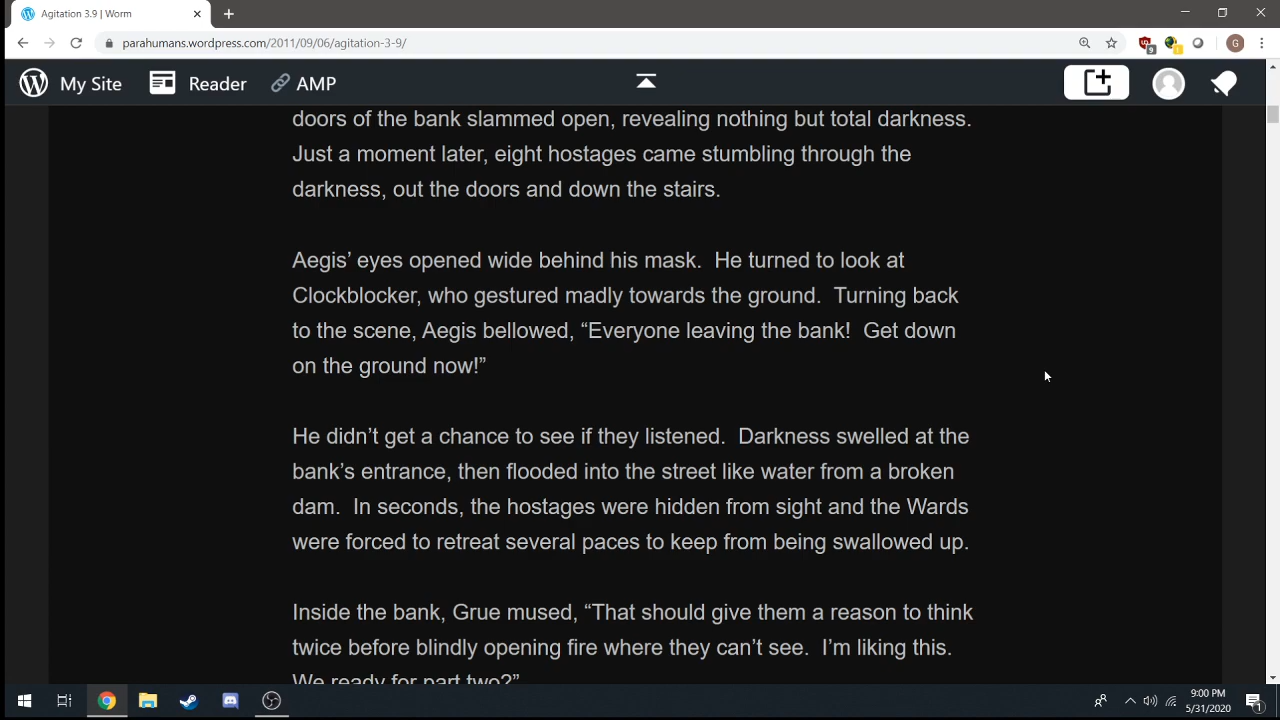 Agitation 3.9 | Worm
parahumans.wordpress.com/2011/09/06/agitation-3-9/
9
1
G
My Site
Reader
AMP
doors of the bank slammed open, revealing nothing but total darkness.
Just a moment later, eight hostages came stumbling through the
darkness, out the doors and down the stairs.
Aegis’ eyes opened wide behind his mask.  He turned to look at
Clockblocker, who gestured madly towards the ground.  Turning back
to the scene, Aegis bellowed, “Everyone leaving the bank!  Get down
on the ground now!”
He didn’t get a chance to see if they listened.  Darkness swelled at the
bank’s entrance, then flooded into the street like water from a broken
dam.  In seconds, the hostages were hidden from sight and the Wards
were forced to retreat several paces to keep from being swallowed up.
Inside the bank, Grue mused, “That should give them a reason to think
twice before blindly opening fire where they can’t see.  I’m liking this.
We ready for part two?”
9:00 PM
5/31/2020
1